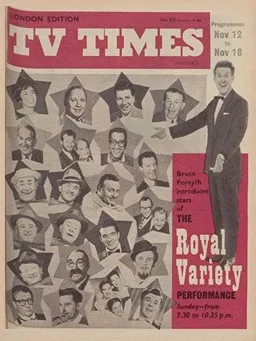 LONDON EDITION
TV TIMES
Programmes
Nov 12
to
Nov 18
Bruce
Forsyth
introduces
stars
of
THE
Royal
Variety
PERFORMANCE
Sunday—from
7.30 to 10.25 p.m.